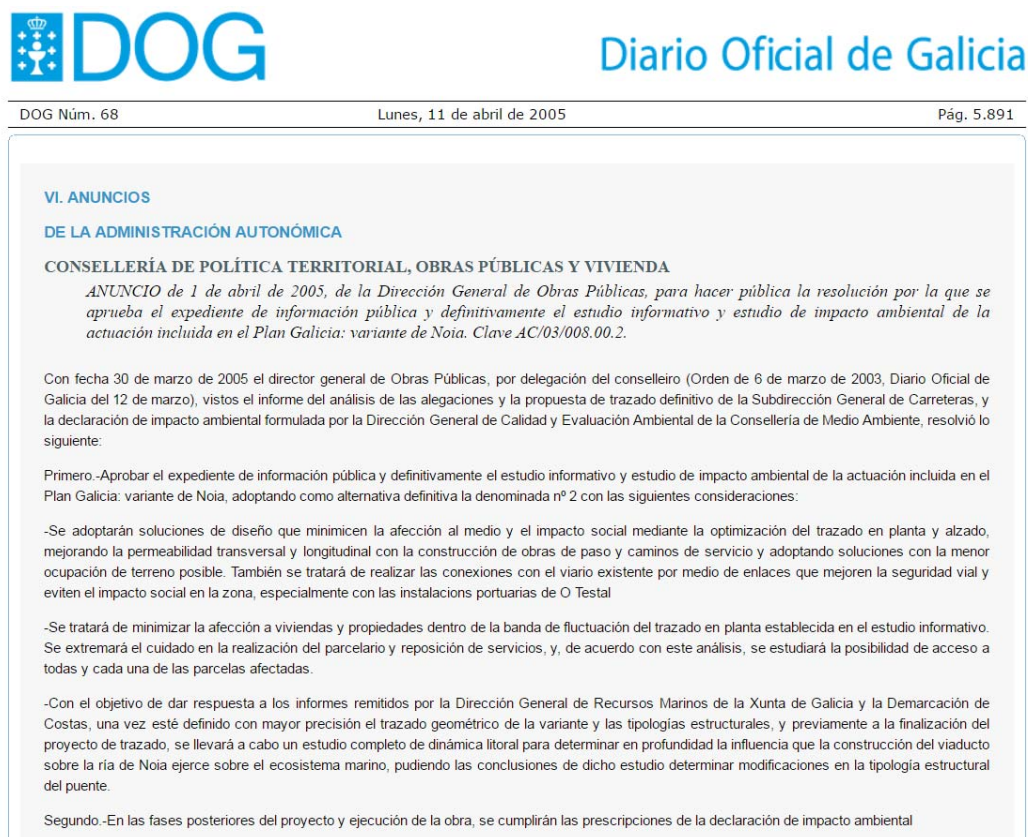 DOG
Diario Oficial de Galicia
DOG Núm. 68
Lunes, 11 de abril de 2005
Pág. 5.891
VI. ANUNCIOS
DE LA ADMINISTRACIÓN AUTONÓMICA
CONSELLERÍA DE POLÍTICA TERRITORIAL, OBRAS PÚBLICAS Y VIVIENDA
ANUNCIO de 1 de abril de 2005, de la Dirección General de Obras Públicas, para hacer pública la resolución por la que se
aprueba el expediente de información pública y definitivamente el estudio informativo y estudio de impacto ambiental de la
actuación incluida en el Plan Galicia: variante de Noia. Clave AC/03/008.00.2.
Con fecha 30 de marzo de 2005 el director general de Obras Públicas, por delegación del conselleiro (Orden de 6 de marzo de 2003, Diario Oficial de
Galicia del 12 de marzo), vistos el informe del análisis de las alegaciones y la propuesta de trazado definitivo de la Subdirección General de Carreteras, y
la declaración de impacto ambiental formulada por la Dirección General de Calidad y Evaluación Ambiental de la Consellería de Medio Ambiente, resolvió lo
siguiente:
Primero.-Aprobar el expediente de información pública y definitivamente el estudio informativo y estudio de impacto ambiental de la actuación incluida en el
Plan Galicia: variante de Noia, adoptando como alternativa definitiva la denominada nº 2 con las siguientes consideraciones:
-Se adoptarán soluciones de diseño que minimicen la afección al medio y el impacto social mediante la optimización del trazado en planta y alzado,
mejorando la permeabilidad transversal y longitudinal con la construcción de obras de paso y caminos de servicio y adoptando soluciones con la menor
ocupación de terreno posible. También se tratará de realizar las conexiones con el viario existente por medio de enlaces que mejoren la seguridad vial y
eviten el impacto social en la zona, especialmente con las instalacions portuarias de O Testal
-Se tratará de minimizar la afección a viviendas y propiedades dentro de la banda de fluctuación del trazado en planta establecida en el estudio informativo.
Se extremará el cuidado en la realización del parcelario y reposición de servicios, y, de acuerdo con este análisis, se estudiará la posibilidad de acceso a
todas y cada una de las parcelas afectadas.
-Con el objetivo de dar respuesta a los informes remitidos por la Dirección General de Recursos Marinos de la Xunta de Galicia y la Demarcación de
Costas, una vez esté definido con mayor precisión el trazado geométrico de la variante y las tipologías estructurales, y previamente a la finalización del
proyecto de trazado, se llevará a cabo un estudio completo de dinámica litoral para determinar en profundidad la influencia que la construcción del viaducto
sobre la ría de Noia ejerce sobre el ecosistema marino, pudiendo las conclusiones de dicho estudio determinar modificaciones en la tipología estructural
del puente.
Segundo.-En las fases posteriores del proyecto y ejecución de la obra, se cumplirán las prescripciones de la declaración de impacto ambiental